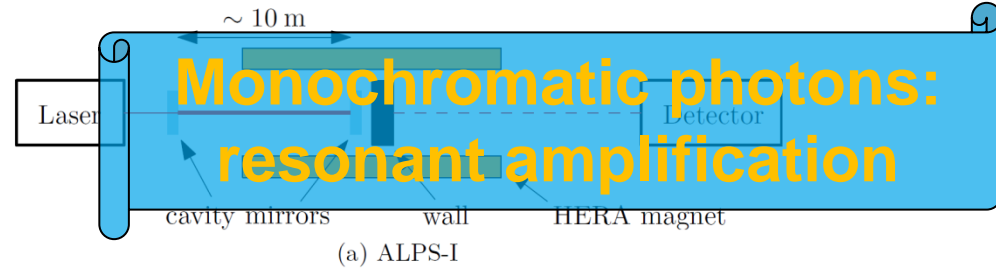 ~ 10 m
Monochromatic photons:
Laser
Detector
resonant amplification
cavity mirrors
wall
HERA magnet
(a) ALPS-I